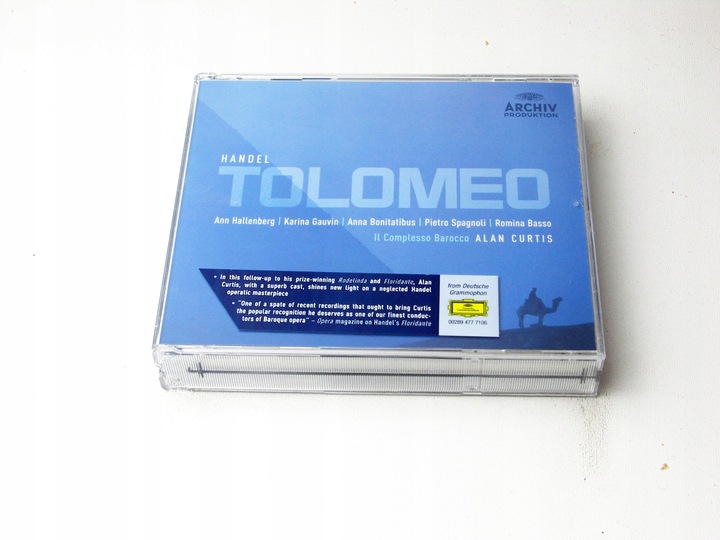 ARCHIV
PRODUKTION
HANDEL
TOLOMEO
Ann Hallenberg | Karina Gauvin | Anna Bonitatibus | Pietro Spagnoli | Romina Basso
Il Complesso Barocco ALAN CURTIS
• In this follow-up to his prize-winning Rodelinda and Floridante, Alan
Curtis, with a superb cast, shines new light on a neglected Handel
operatic masterpiece
• "One of a spate of recent recordings that ought to bring Curtis
the popular recognition he deserves as one of our finest conduc-
tors of Baroque opera" – Opera magazine on Handel's Floridante
from Deutsche
Grammophon
00289 477 7106